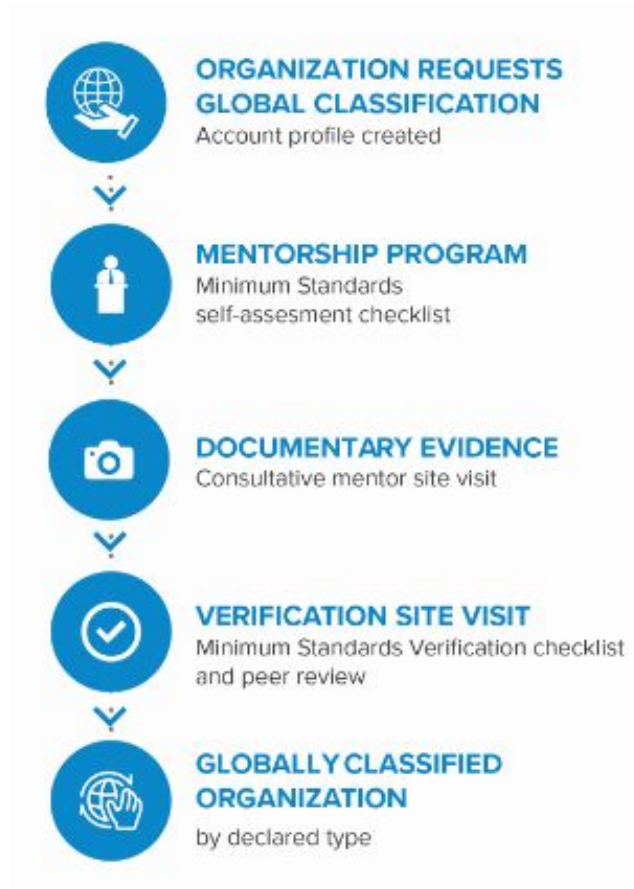 ORGANIZATION REQUESTS
GLOBAL CLASSIFICATION
Account profile created
MENTORSHIP PROGRAM
Minimum Standards
self-assesment checklist
DOCUMENTARY EVIDENCE
Consultative mentor site visit
VERIFICATION SITE VISIT
Minimum Standards Verification checklist
and peer review
GLOBALLY CLASSIFIED
ORGANIZATION
by declared type